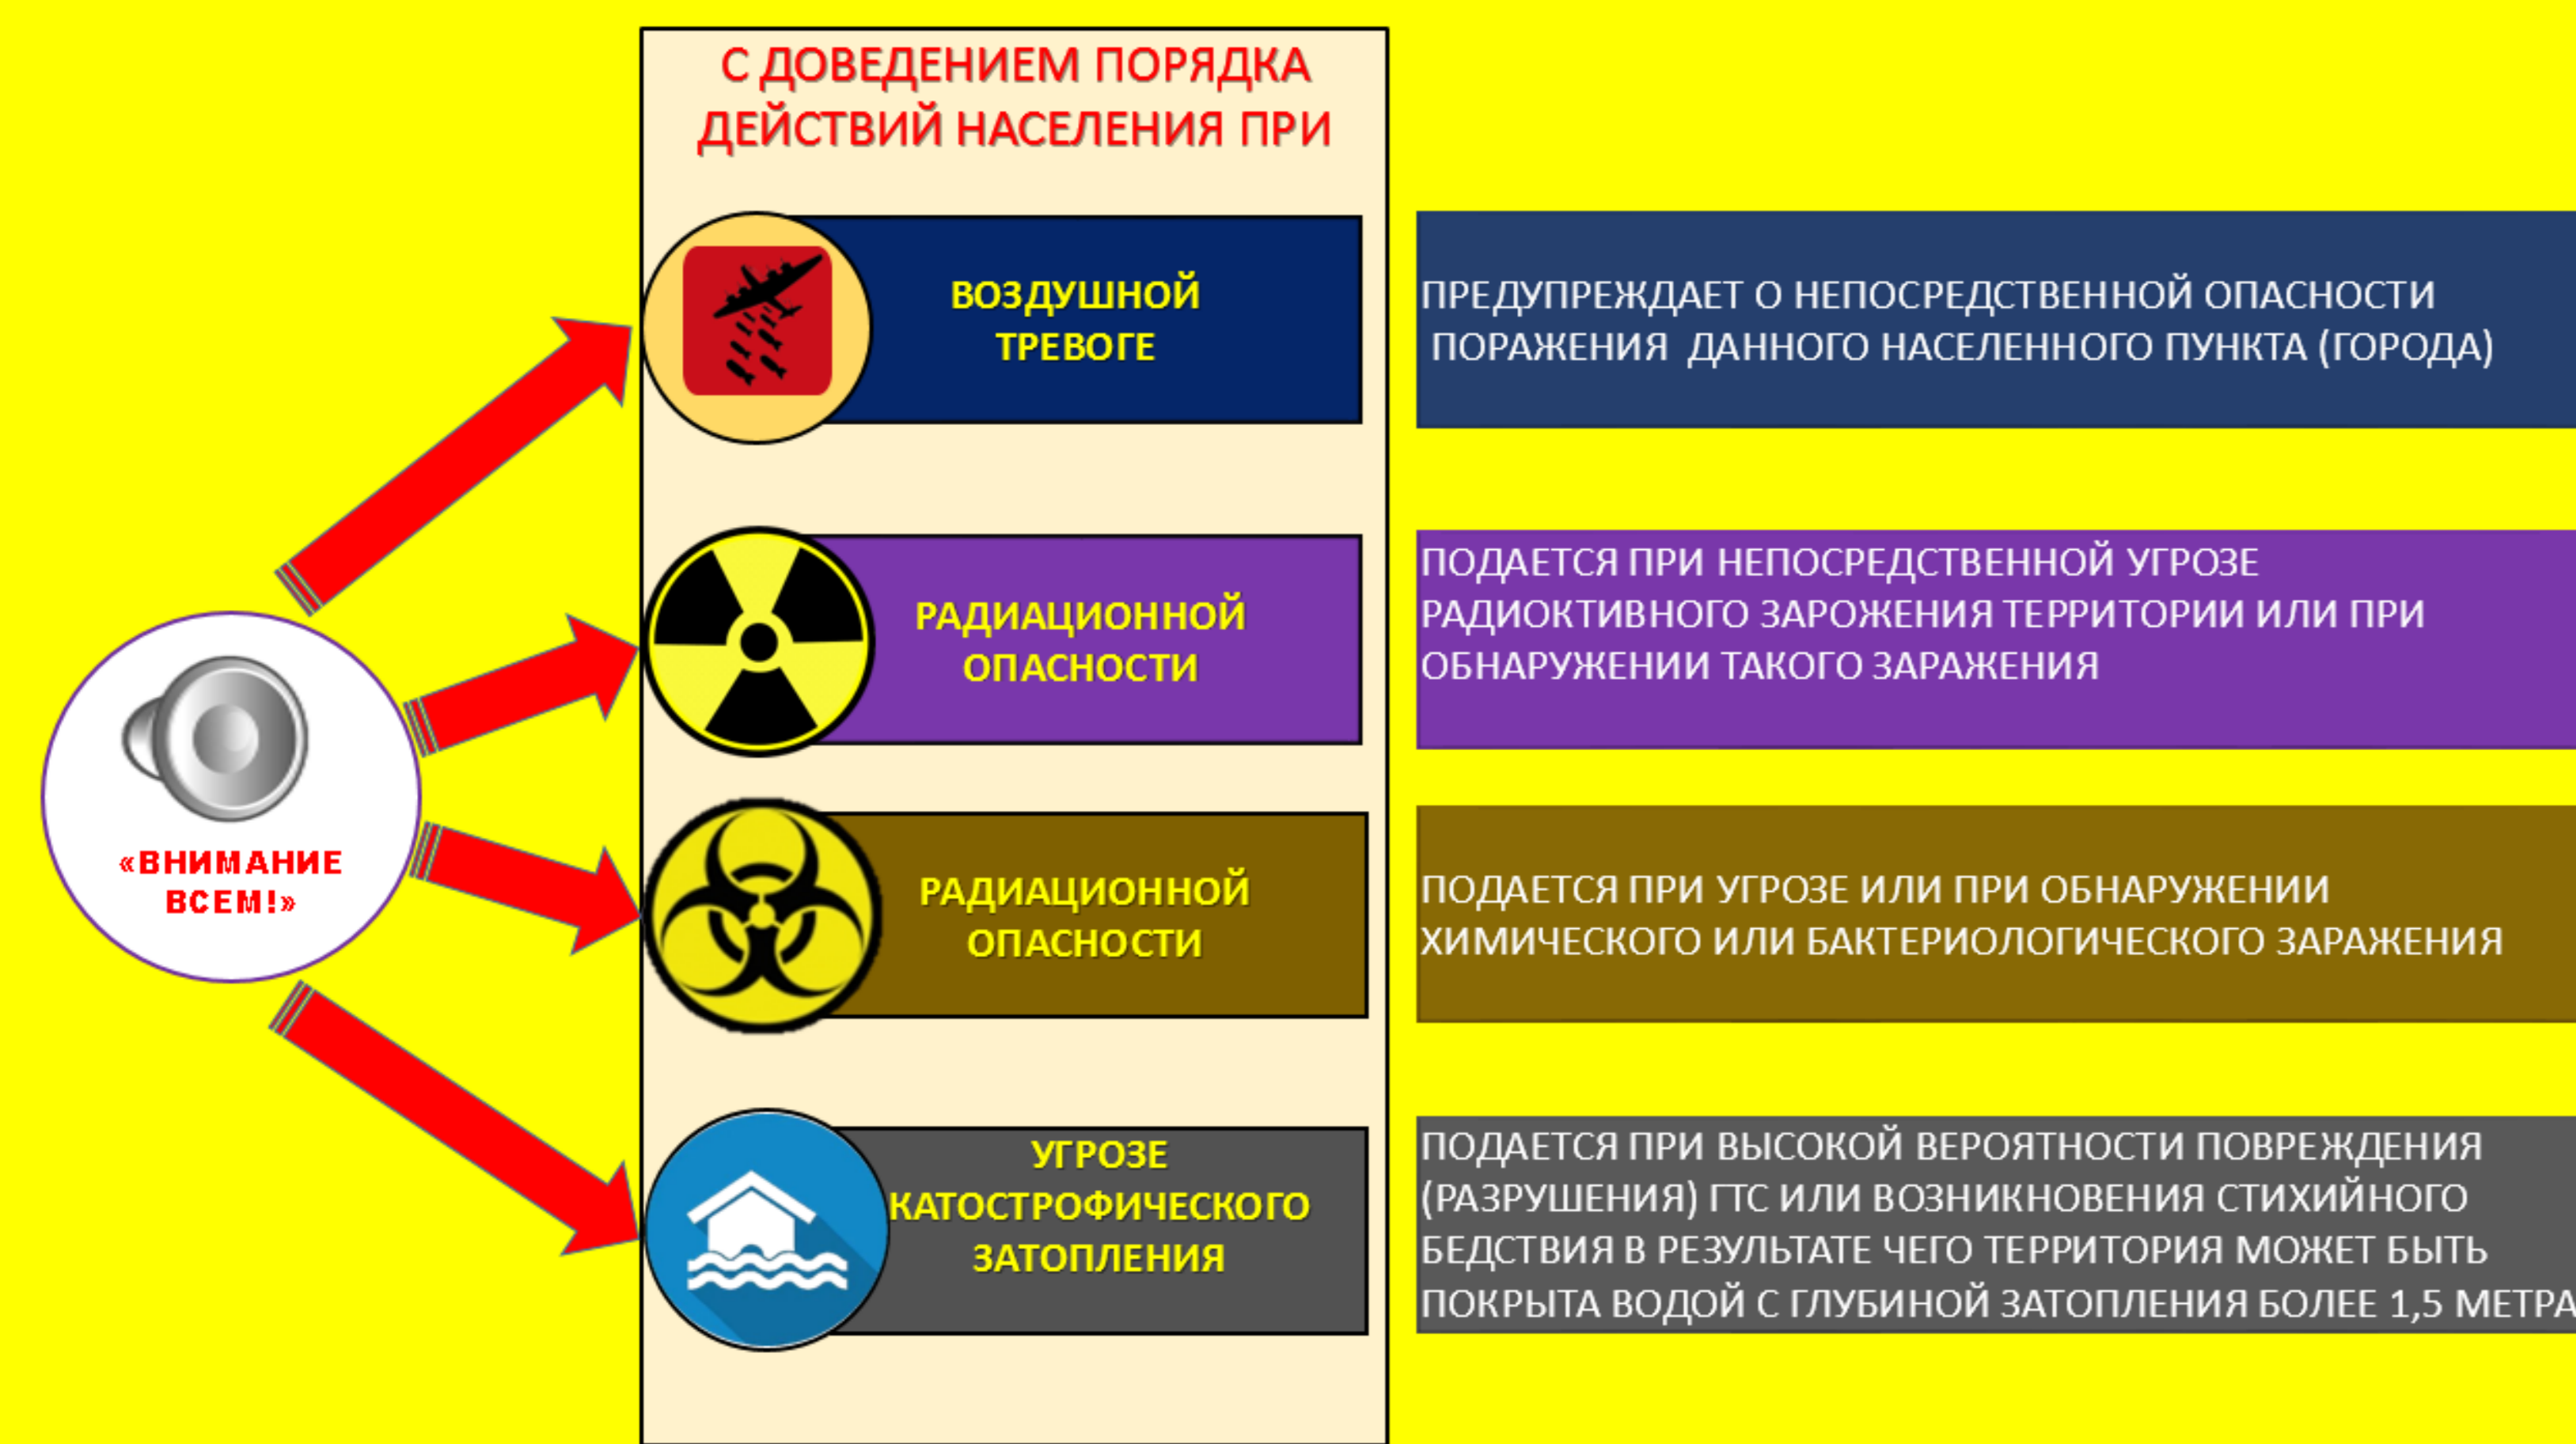 С ДОВЕДЕНИЕМ ПОРЯДКА
ДЕЙСТВИЙ НАСЕЛЕНИЯ ПРИ
«ВНИМАНИЕ
ВСЕМ!»
ВОЗДУШНОЙ
ТРЕВОГЕ
ПРЕДУПРЕЖДАЕТ О НЕПОСРЕДСТВЕННОЙ ОПАСНОСТИ
ПОРАЖЕНИЯ ДАННОГО НАСЕЛЕННОГО ПУНКТА (ГОРОДА)
РАДИАЦИОННОЙ
ОПАСНОСТИ
ПОДАЕТСЯ ПРИ НЕПОСРЕДСТВЕННОЙ УГРОЗЕ
РАДИОКТИВНОГО ЗАРОЖЕНИЯ ТЕРРИТОРИИ ИЛИ ПРИ
ОБНАРУЖЕНИИ ТАКОГО ЗАРАЖЕНИЯ
РАДИАЦИОННОЙ
ОПАСНОСТИ
ПОДАЕТСЯ ПРИ УГРОЗЕ ИЛИ ПРИ ОБНАРУЖЕНИИ
ХИМИЧЕСКОГО ИЛИ БАКТЕРИОЛОГИЧЕСКОГО ЗАРАЖЕНИЯ
УГРОЗЕ
КАТОСТРОФИЧЕСКОГО
ЗАТОПЛЕНИЯ
ПОДАЕТСЯ ПРИ ВЫСОКОЙ ВЕРОЯТНОСТИ ПОВРЕЖДЕНИЯ
(РАЗРУШЕНИЯ) ГТС ИЛИ ВОЗНИКНОВЕНИЯ СТИХИЙНОГО
БЕДСТВИЯ В РЕЗУЛЬТАТЕ ЧЕГО ТЕРРИТОРИЯ МОЖЕТ БЫТЬ
ПОКРЫТА ВОДОЙ С ГЛУБИНОЙ ЗАТОПЛЕНИЯ БОЛЕЕ 1,5 МЕТРА